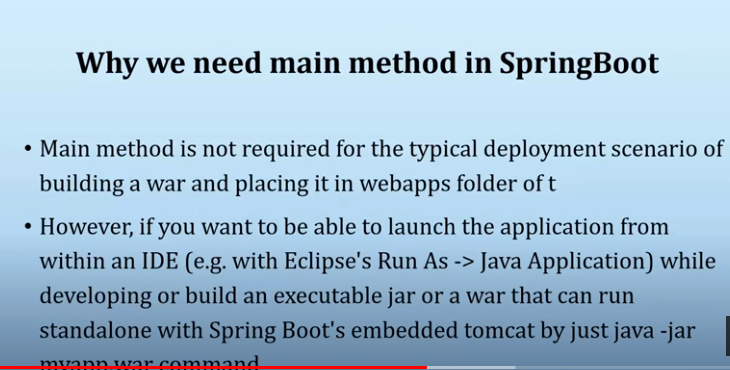 Why we need main method in SpringBoot
• Main method is not required for the typical deployment scenario of
building a war and placing it in webapps folder of t
• However, if you want to be able to launch the application from
within an IDE (e.g. with Eclipse's Run As -> Java Application) while
developing or build an executable jar or a war that can run
standalone with Spring Boot's embedded tomcat by just java -jar
myapp.war command